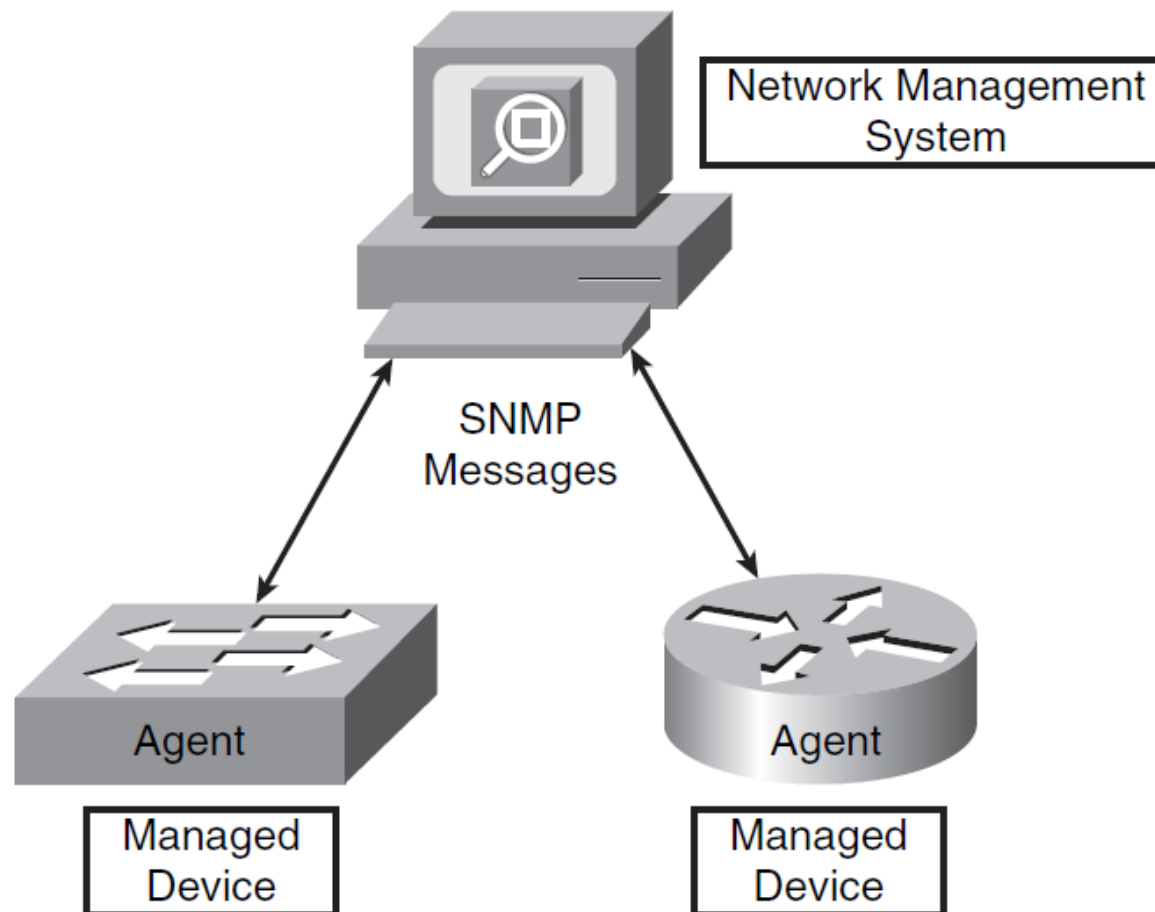 Network Management
System
SNMP
Messages
Agent
Agent
Managed
Device
Managed
Device